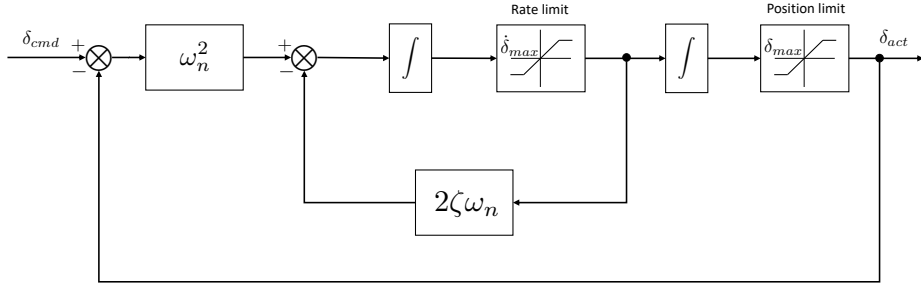 Rate limit
Position limit
δ_cmd
+
−
ω_n^2
+
−
∫
δ̇_max
∫
δ_max
δ_act
2ζω_n